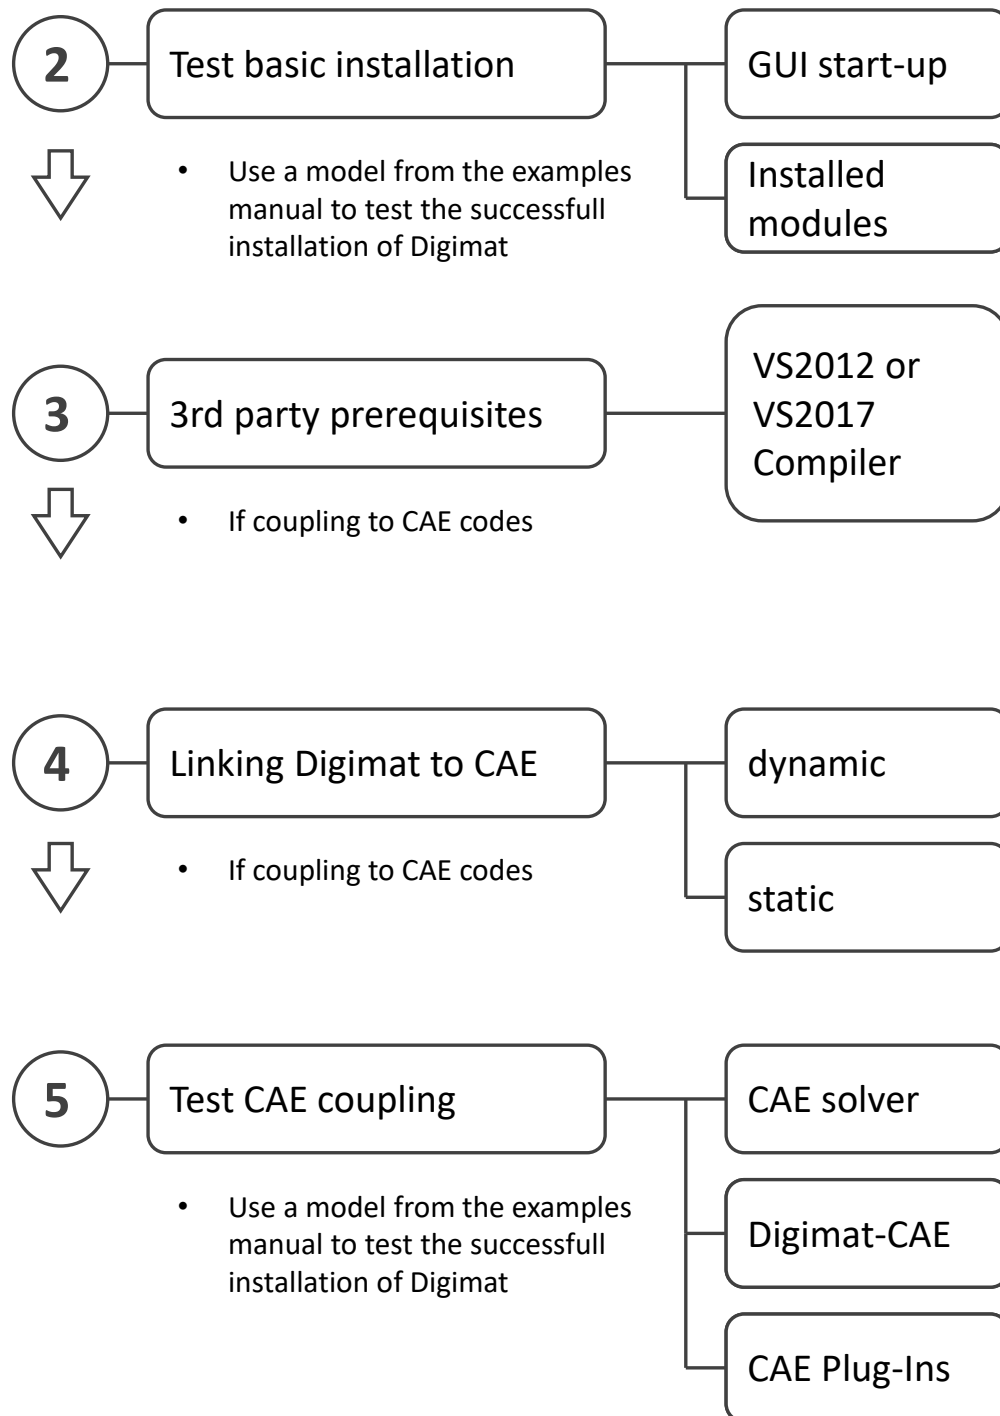 2
Test basic installation
GUI start-up
• Use a model from the examples
manual to test the successfull
installation of Digimat
Installed
modules
3
3rd party prerequisites
VS2012 or
VS2017
Compiler
• If coupling to CAE codes
4
Linking Digimat to CAE
dynamic
• If coupling to CAE codes
static
5
Test CAE coupling
CAE solver
• Use a model from the examples
manual to test the successfull
installation of Digimat
Digimat-CAE
CAE Plug-Ins